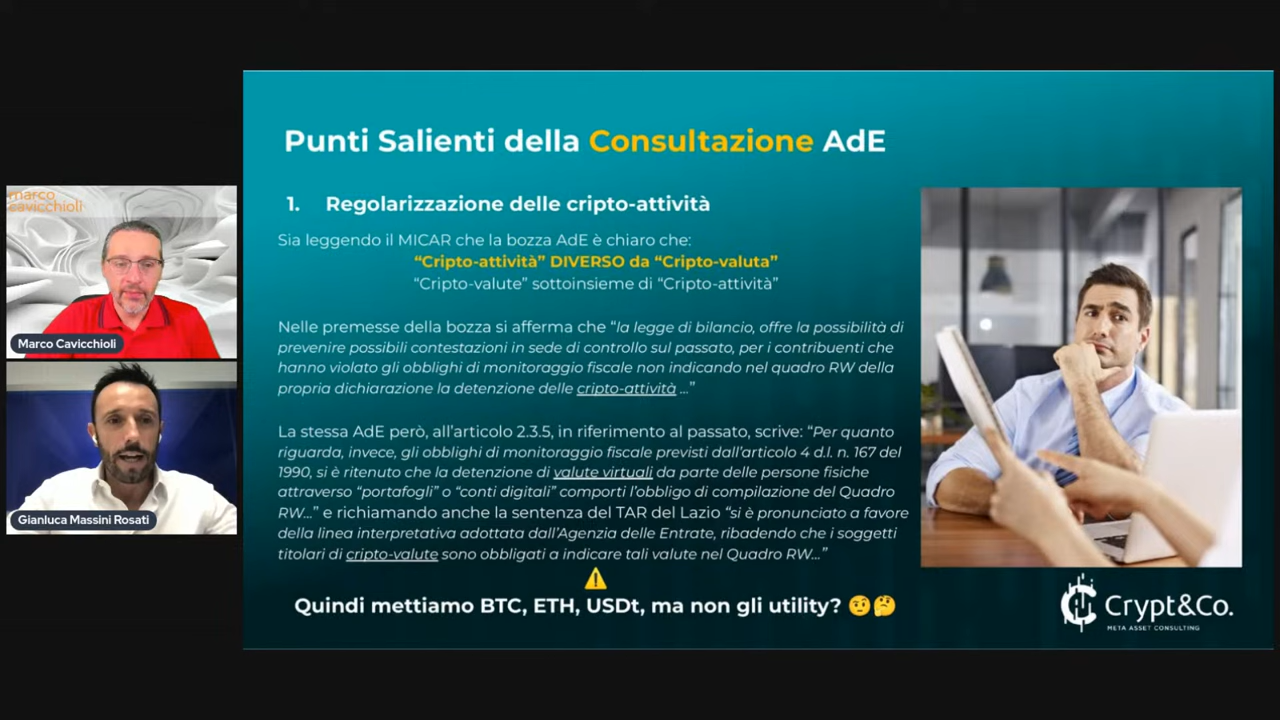 marco
cavicchioli
Marco Cavicchioli
Gianluca Massini Rosati
Punti Salienti della Consultazione AdE
1. Regolarizzazione delle cripto-attività
Sia leggendo il MICAR che la bozza AdE è chiaro che:
“Cripto-attività” DIVERSO da “Cripto-valuta”
“Cripto-valute” sottoinsieme di “Cripto-attività”
Nelle premesse della bozza si afferma che “la legge di bilancio, offre la possibilità di
prevenire possibli contestazioni in sede di controllo sul passato, per i contribuenti che
hanno violato gli obblighi di monitoraggio fiscale non indicando nel quadro RW della
propria dichiarazione la detenzione delle cripto-attività ...”
La stessa AdE però, all’articolo 2.3.5, in riferimento al passato, scrive: “Per quanto
riguarda, invece, gli obblighi di monitoraggio fiscale previsti dall’articolo 4 d.l. n. 167 del
1990, si è ritenuto che la detenzione di valute virtuali da parte delle persone fisiche
attraverso “portafogli” o “conti digitali” comporti l’obbligo di compilazione del Quadro
RW...” e richiamando anche la sentenza del TAR del Lazio “si è pronunciato a favore
della linea interpretativa adottata dall’Agenzia delle Entrate, ribadendo che i soggetti
titolari di cripto-valute sono obbligati a indicare tali valute nel Quadro RW...”
Quindi mettiamo BTC, ETH, USDt, ma non gli utility?
Crypt&Co.
META ASSET CONSULTING